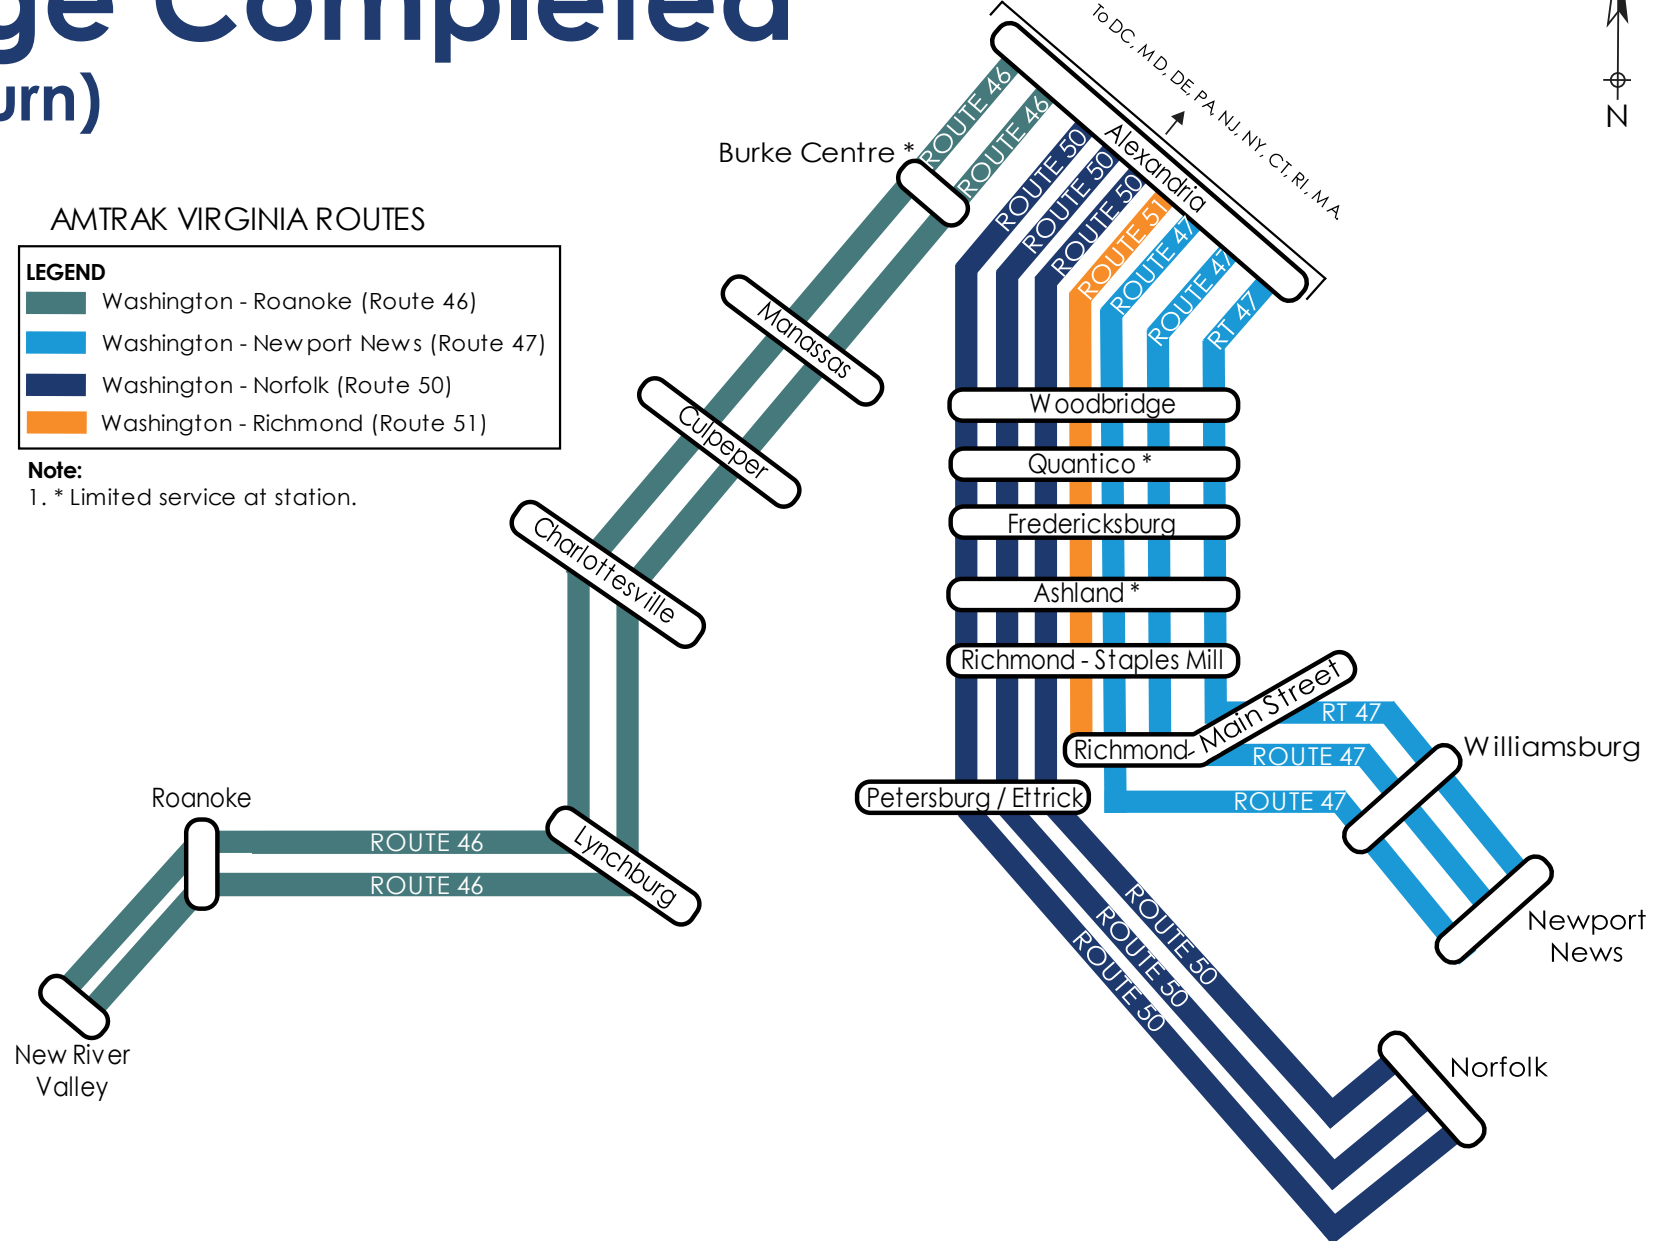 ge Completed
urn)
To DC, MD, DE, PA, NJ, NY, CT, RI, MA
N
AMTRAK VIRGINIA ROUTES
LEGEND
Washington - Roanoke (Route 46)
Washington - Newport News (Route 47)
Washington - Norfolk (Route 50)
Washington - Richmond (Route 51)
Note:
1. * Limited service at station.
Burke Centre *
ROUTE 46
ROUTE 46
ROUTE 50
ROUTE 50
ROUTE 50
ROUTE 51
ROUTE 47
ROUTE 47
RT 47
Alexandria
Manassas
Culpeper
Charlottesville
Woodbridge
Quantico *
Fredericksburg
Ashland *
Richmond - Staples Mill
Richmond- Main Street
Petersburg / Ettrick
RT 47
ROUTE 47
ROUTE 47
Williamsburg
Newport
News
Roanoke
ROUTE 46
ROUTE 46
Lynchburg
New River
Valley
ROUTE 50
ROUTE 50
ROUTE 50
Norfolk